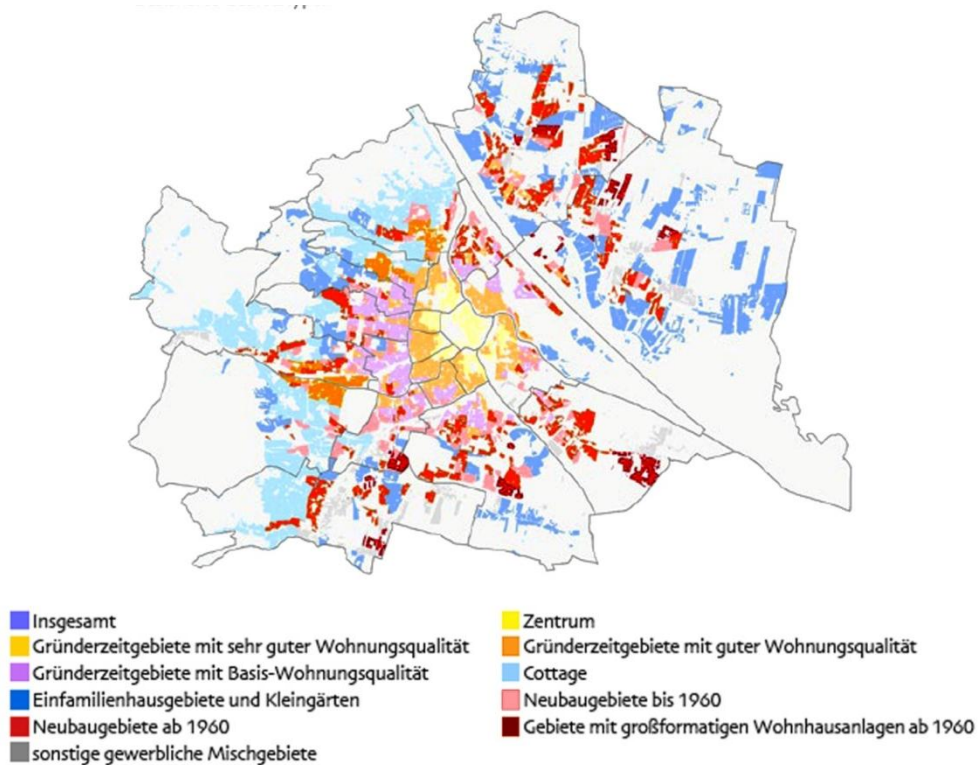 Insgesamt
Zentrum
Gründerzeitgebiete mit sehr guter Wohnungsqualität
Gründerzeitgebiete mit guter Wohnungsqualität
Gründerzeitgebiete mit Basis-Wohnungsqualität
Cottage
Einfamilienhausgebiete und Kleingärten
Neubaugebiete bis 1960
Neubaugebiete ab 1960
Gebiete mit großformatigen Wohnhausanlagen ab 1960
sonstige gewerbliche Mischgebiete